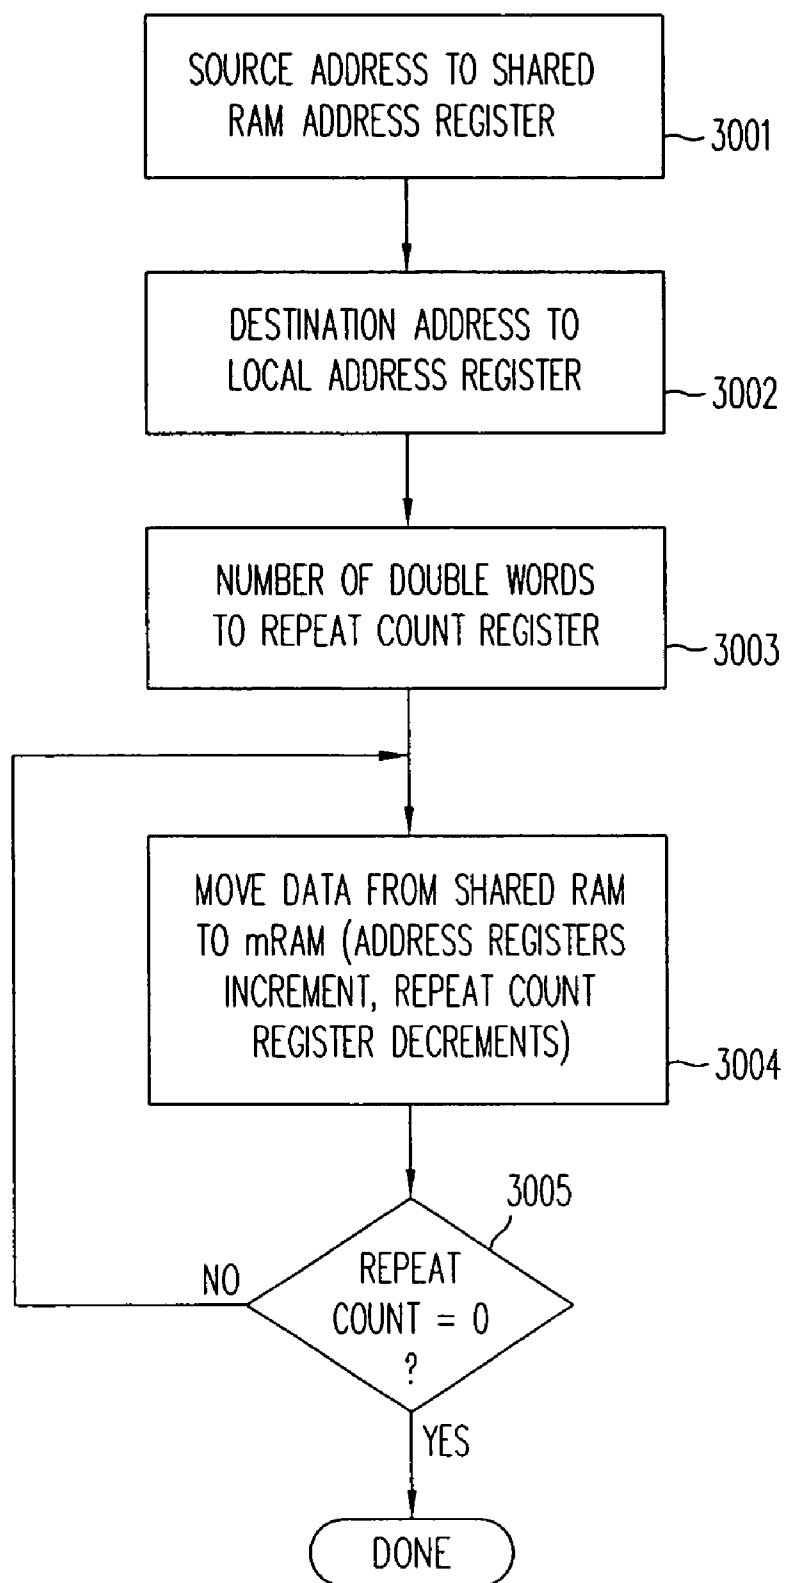 SOURCE ADDRESS TO SHARED
RAM ADDRESS REGISTER
3001
DESTINATION ADDRESS TO
LOCAL ADDRESS REGISTER
3002
NUMBER OF DOUBLE WORDS
TO REPEAT COUNT REGISTER
3003
MOVE DATA FROM SHARED RAM
TO mRAM (ADDRESS REGISTERS
INCREMENT, REPEAT COUNT
REGISTER DECREMENTS)
3004
3005
REPEAT
COUNT = 0
?
NO
YES
DONE